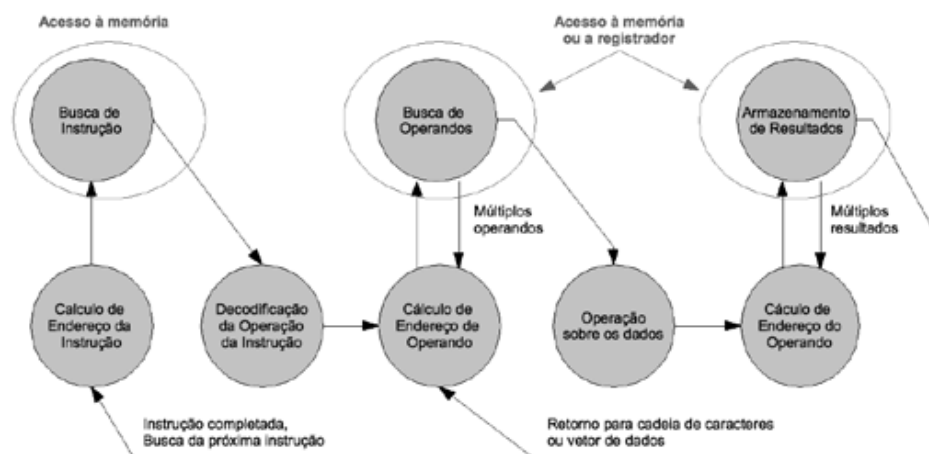 Acesso à memória
Acesso à memória
ou a registrador
Busca de
Instrução
Busca de
Operandos
Armazenamento
de Resultados
Múltiplos
operandos
Múltiplos
resultados
Calculo de
Endereço da
Instrução
Decodificação
da Operação
da Instrução
Cálculo de
Endereço de
Operando
Operação
sobre os dados
Cáculo de
Endereço do
Operando
Instrução completada,
Busca da próxima instrução
Retorno para cadeia de caracteres
ou vetor de dados